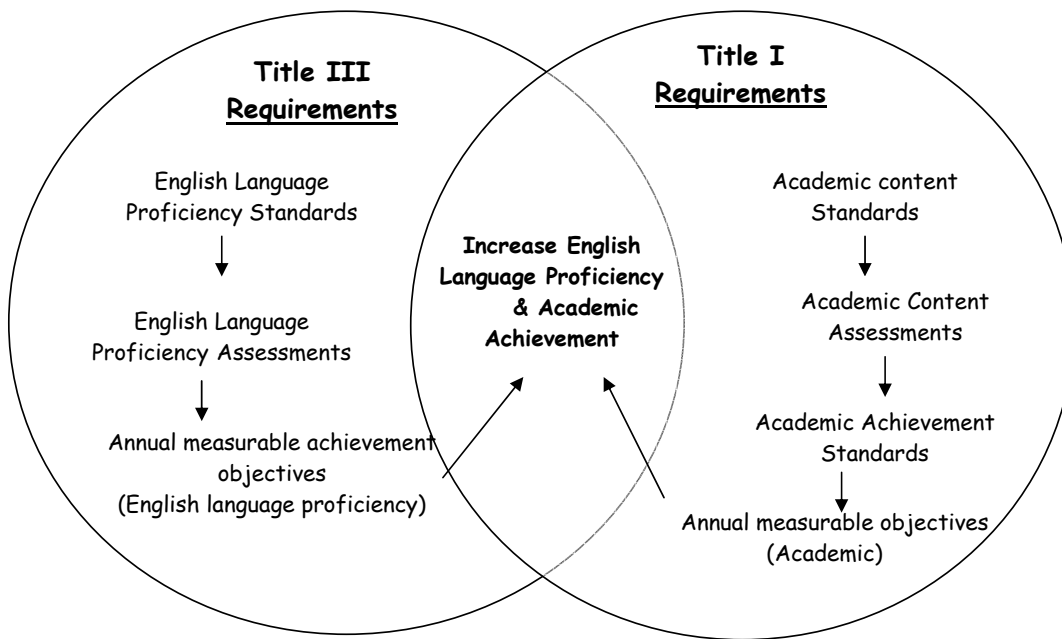 Title III
Requirements
English Language
Proficiency Standards
English Language
Proficiency Assessments
Annual measurable achievement
objectives
(English language proficiency)
Increase English
Language Proficiency
& Academic
Achievement
Title I
Requirements
Academic content
Standards
Academic Content
Assessments
Academic Achievement
Standards
Annual measurable objectives
(Academic)